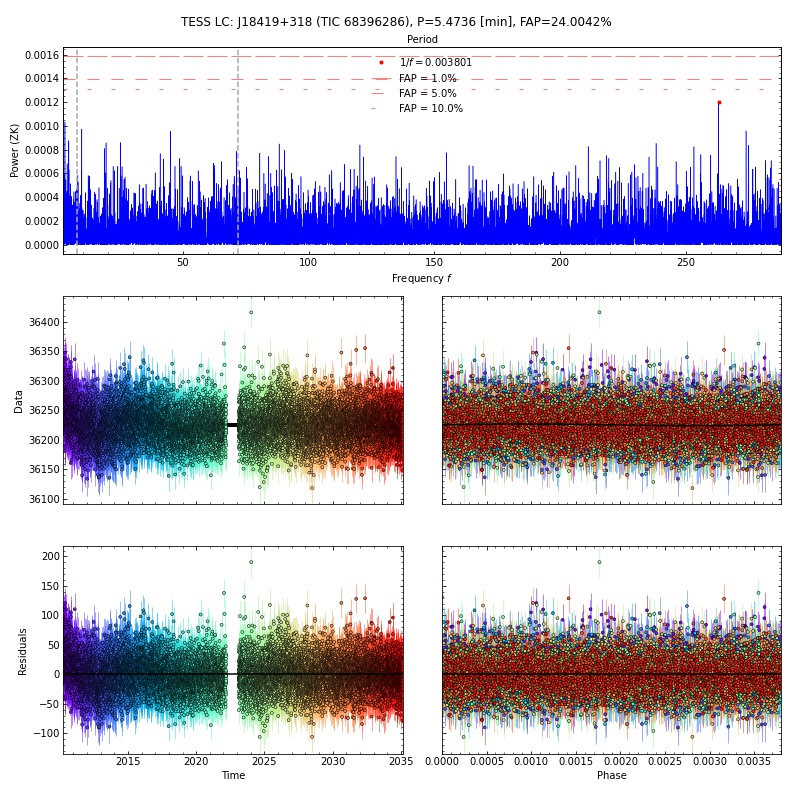 TESS LC: J18419+318 (TIC 68396286), P=5.4736 [min], FAP=24.0042%
Period
0.0016
0.0014
0.0012
0.0010
0.0008
0.0006
0.0004
0.0002
0.0000
Power (ZK)
1/f = 0.003801
FAP = 1.0%
FAP = 5.0%
FAP = 10.0%
50 100 150 200 250
Frequency f
36400
36350
36300
36250
36200
36150
36100
Data
200
150
100
50
0
−50
−100
Residuals
2015 2020 2025 2030 2035
Time
0.0000 0.0005 0.0010 0.0015 0.0020 0.0025 0.0030 0.0035
Phase